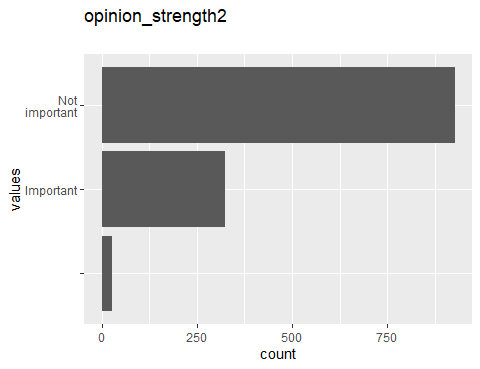 opinion_strength2
Not
important
Important
values
0
250
500
750
count